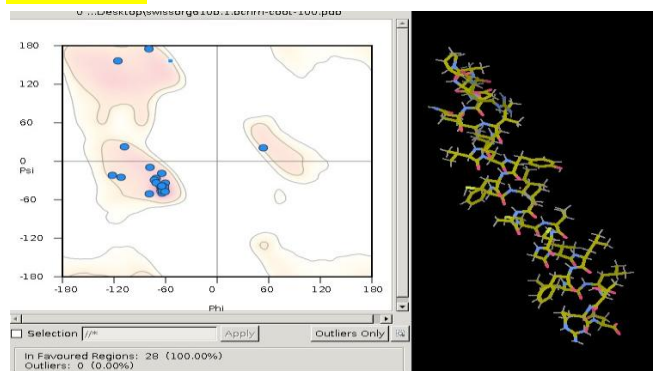 180
120
60
0
Psi
-60
-120
-180
-180 -120 -60 0 60 120 180
Phi
Selection //* Apply Outliers Only
In Favoured Regions: 28 (100.00%)
Outliers: 0 (0.00%)